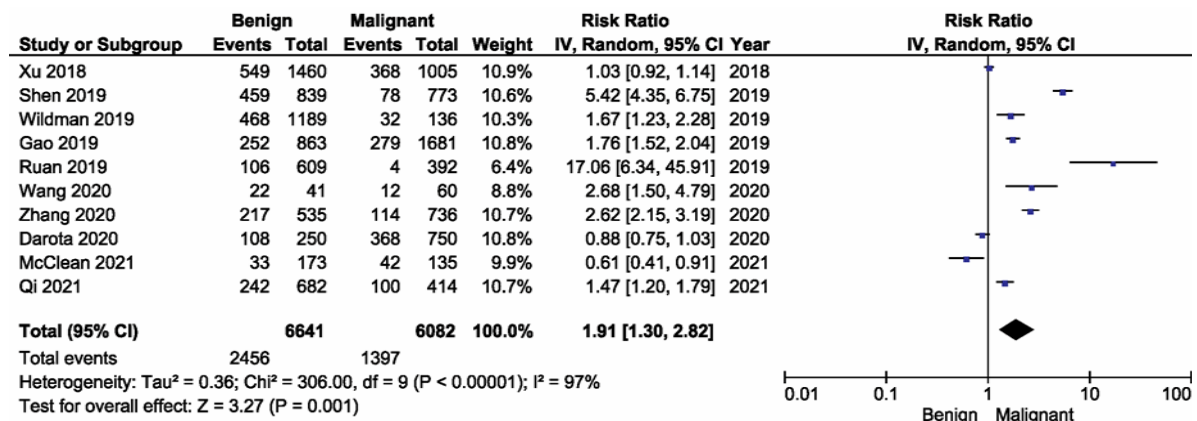 Benign Malignant Risk Ratio Risk Ratio
Study or Subgroup Events Total Events Total Weight IV, Random, 95% CI Year IV, Random, 95% CI
Xu 2018 549 1460 368 1005 10.9% 1.03 [0.92, 1.14] 2018
Shen 2019 459 839 78 773 10.6% 5.42 [4.35, 6.75] 2019
Wildman 2019 468 1189 32 136 10.3% 1.67 [1.23, 2.28] 2019
Gao 2019 252 863 279 1681 10.8% 1.76 [1.52, 2.04] 2019
Ruan 2019 106 609 4 392 6.4% 17.06 [6.34, 45.91] 2019
Wang 2020 22 41 12 60 8.8% 2.68 [1.50, 4.79] 2020
Zhang 2020 217 535 114 736 10.7% 2.62 [2.15, 3.19] 2020
Darota 2020 108 250 368 750 10.8% 0.88 [0.75, 1.03] 2020
McClean 2021 33 173 42 135 9.9% 0.61 [0.41, 0.91] 2021
Qi 2021 242 682 100 414 10.7% 1.47 [1.20, 1.79] 2021
Total (95% CI) 6641 6082 100.0% 1.91 [1.30, 2.82]
Total events 2456 1397
Heterogeneity: Tau² = 0.36; Chi² = 306.00, df = 9 (P < 0.00001); I² = 97%
Test for overall effect: Z = 3.27 (P = 0.001)
0.01 0.1 1 10 100
Benign Malignant